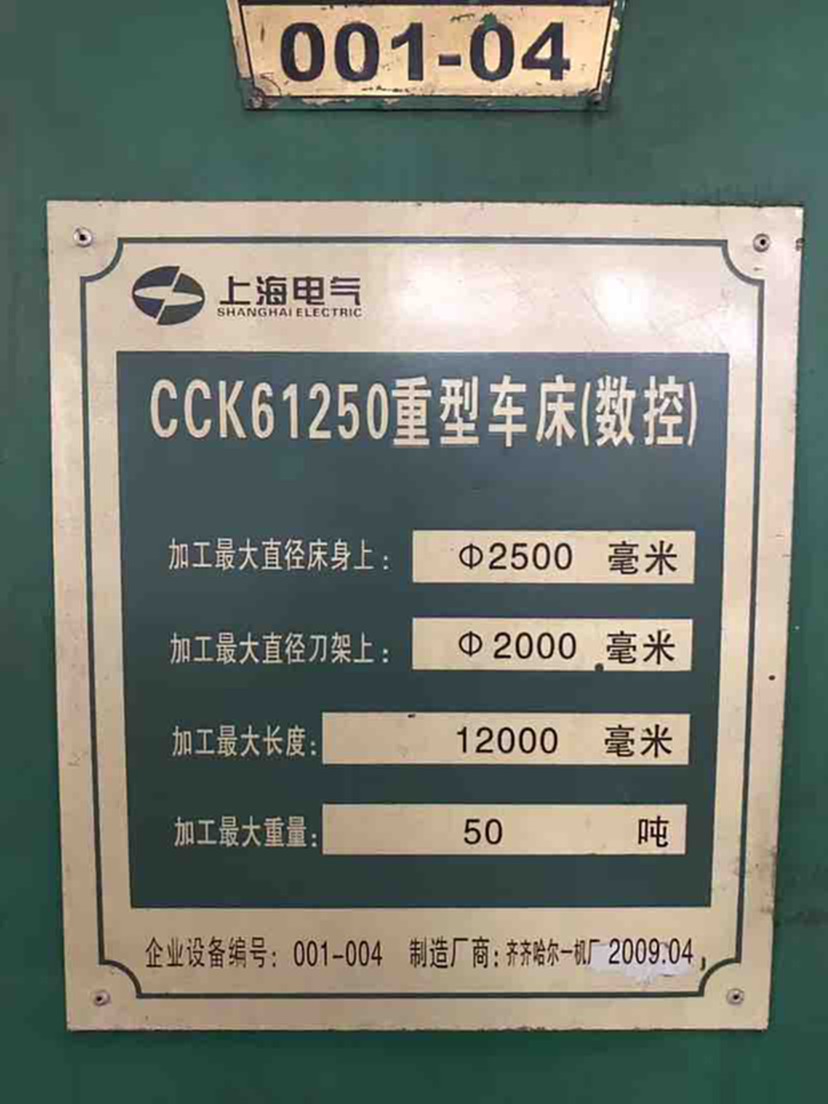 001-04
上海电气
SHANGHAI ELECTRIC
CCK61250重型车床(数控)
加工最大直径床身上: Φ2500 毫米
加工最大直径刀架上: Φ2000 毫米
加工最大长度: 12000 毫米
加工最大重量: 50 吨
企业设备编号: 001-004 制造厂商: 齐齐哈尔一机厂 2009.04